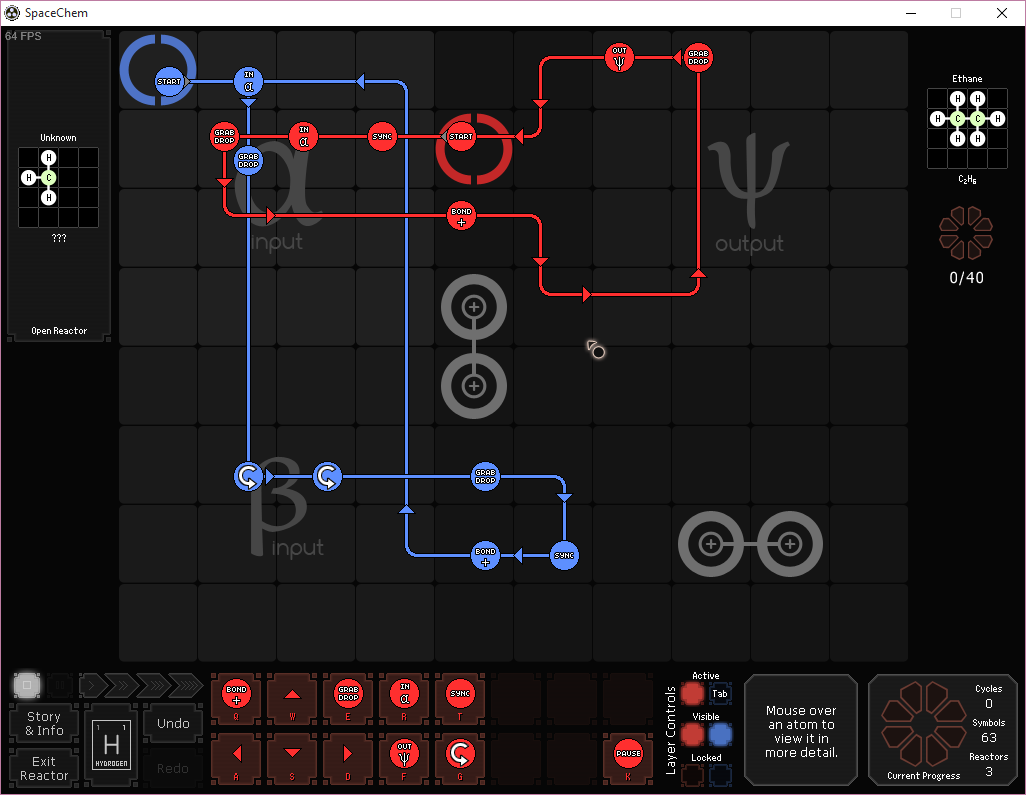 SpaceChem
64 FPS
Unknown
H
H
C
H
???
Open Reactor
START
IN
α
OUT
ψ
GRAB
DROP
GRAB
DROP
IN
α
SYNC
START
GRAB
DROP
α
input
ψ
output
BOND
+
Ethane
H
H
H
C
C
H
H
H
C₂H₆
0/40
GRAB
DROP
β
input
BOND
+
SYNC
Story
& Info
Exit
Reactor
1
1
H
HYDROGEN
Undo
Redo
BOND
+
Q
W
GRAB
DROP
E
IN
α
R
SYNC
T
A
S
D
OUT
ψ
F
G
PAUSE
K
Layer Controls
Active
Tab
Visible
Locked
Mouse over
an atom to
view it in
more detail.
Cycles
0
Symbols
63
Reactors
3
Current Progress